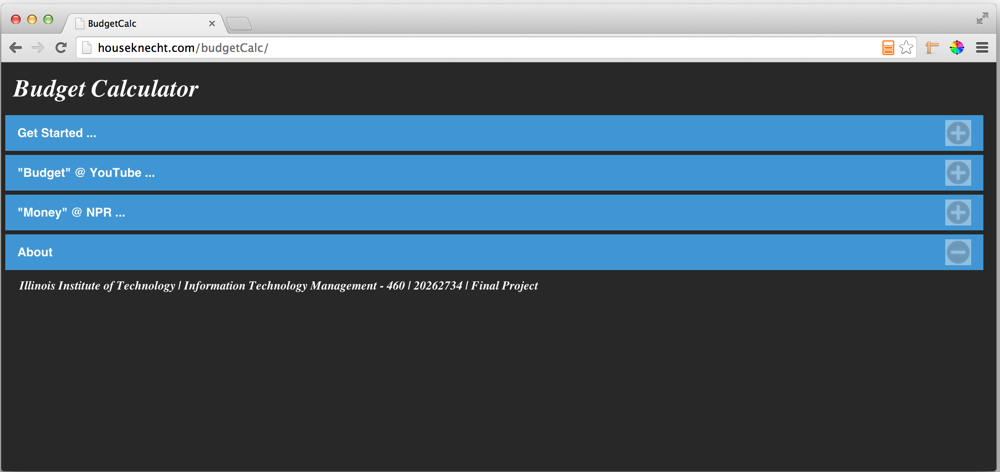 BudgetCalc
houseknecht.com/budgetCalc/
Budget Calculator
Get Started ...
"Budget" @ YouTube ...
"Money" @ NPR ...
About
Illinois Institute of Technology | Information Technology Management - 460 | 20262734 | Final Project